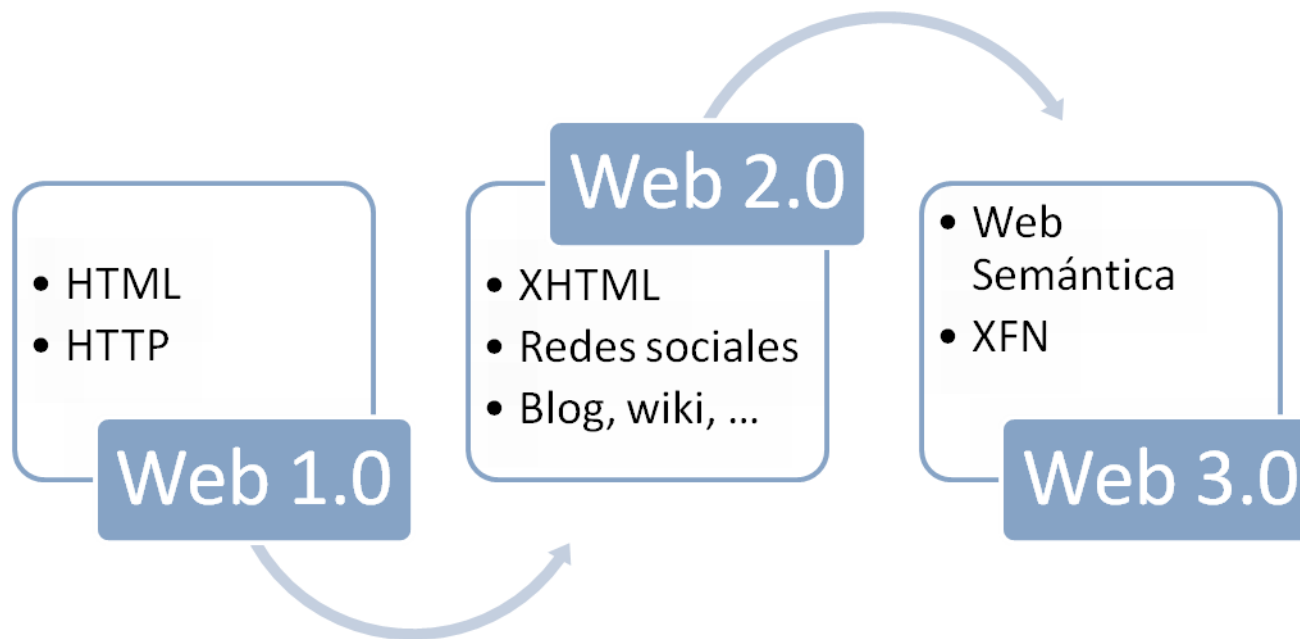 • HTML
• HTTP
Web 1.0
Web 2.0
• XHTML
• Redes sociales
• Blog, wiki, ...
• Web
Semántica
• XFN
Web 3.0